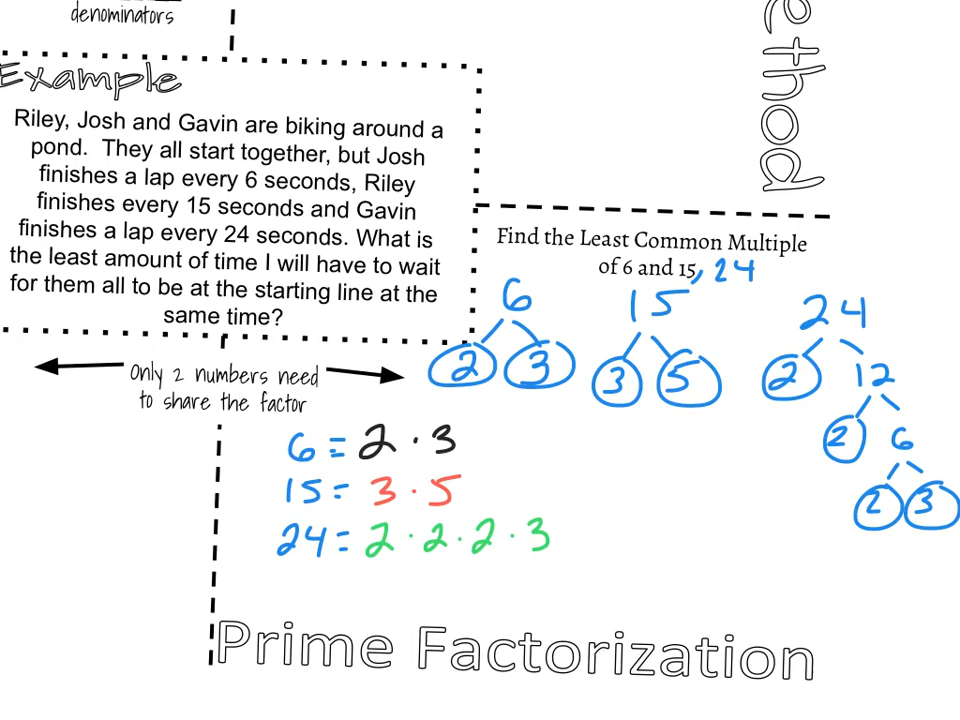 denominators
ethod
Example
Riley, Josh and Gavin are biking around a
pond. They all start together, but Josh
finishes a lap every 6 seconds, Riley
finishes every 15 seconds and Gavin
finishes a lap every 24 seconds. What is
the least amount of time I will have to wait
for them all to be at the starting line at the
same time?
Find the Least Common Multiple
of 6 and 15, 24
6 15 24
2 3 3 5 2 12
2 6
2 3
Only 2 numbers need
to share the factor
6 = 2 · 3
15 = 3 · 5
24 = 2 · 2 · 2 · 3
Prime Factorization